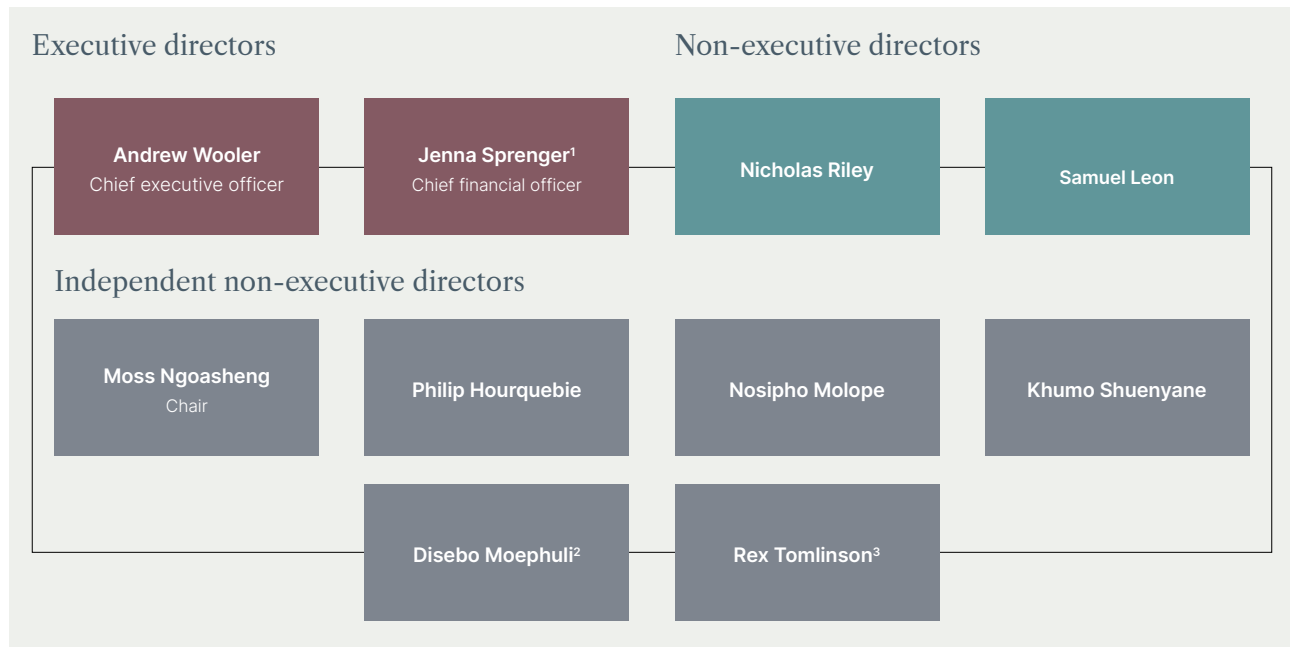 Executive directors
Non-executive directors
Andrew Wooler
Chief executive officer
Jenna Sprenger¹
Chief financial officer
Nicholas Riley
Samuel Leon
Independent non-executive directors
Moss Ngoasheng
Chair
Philip Hourquebie
Nosipho Molope
Khumo Shuenyane
Disebo Moephuli²
Rex Tomlinson³